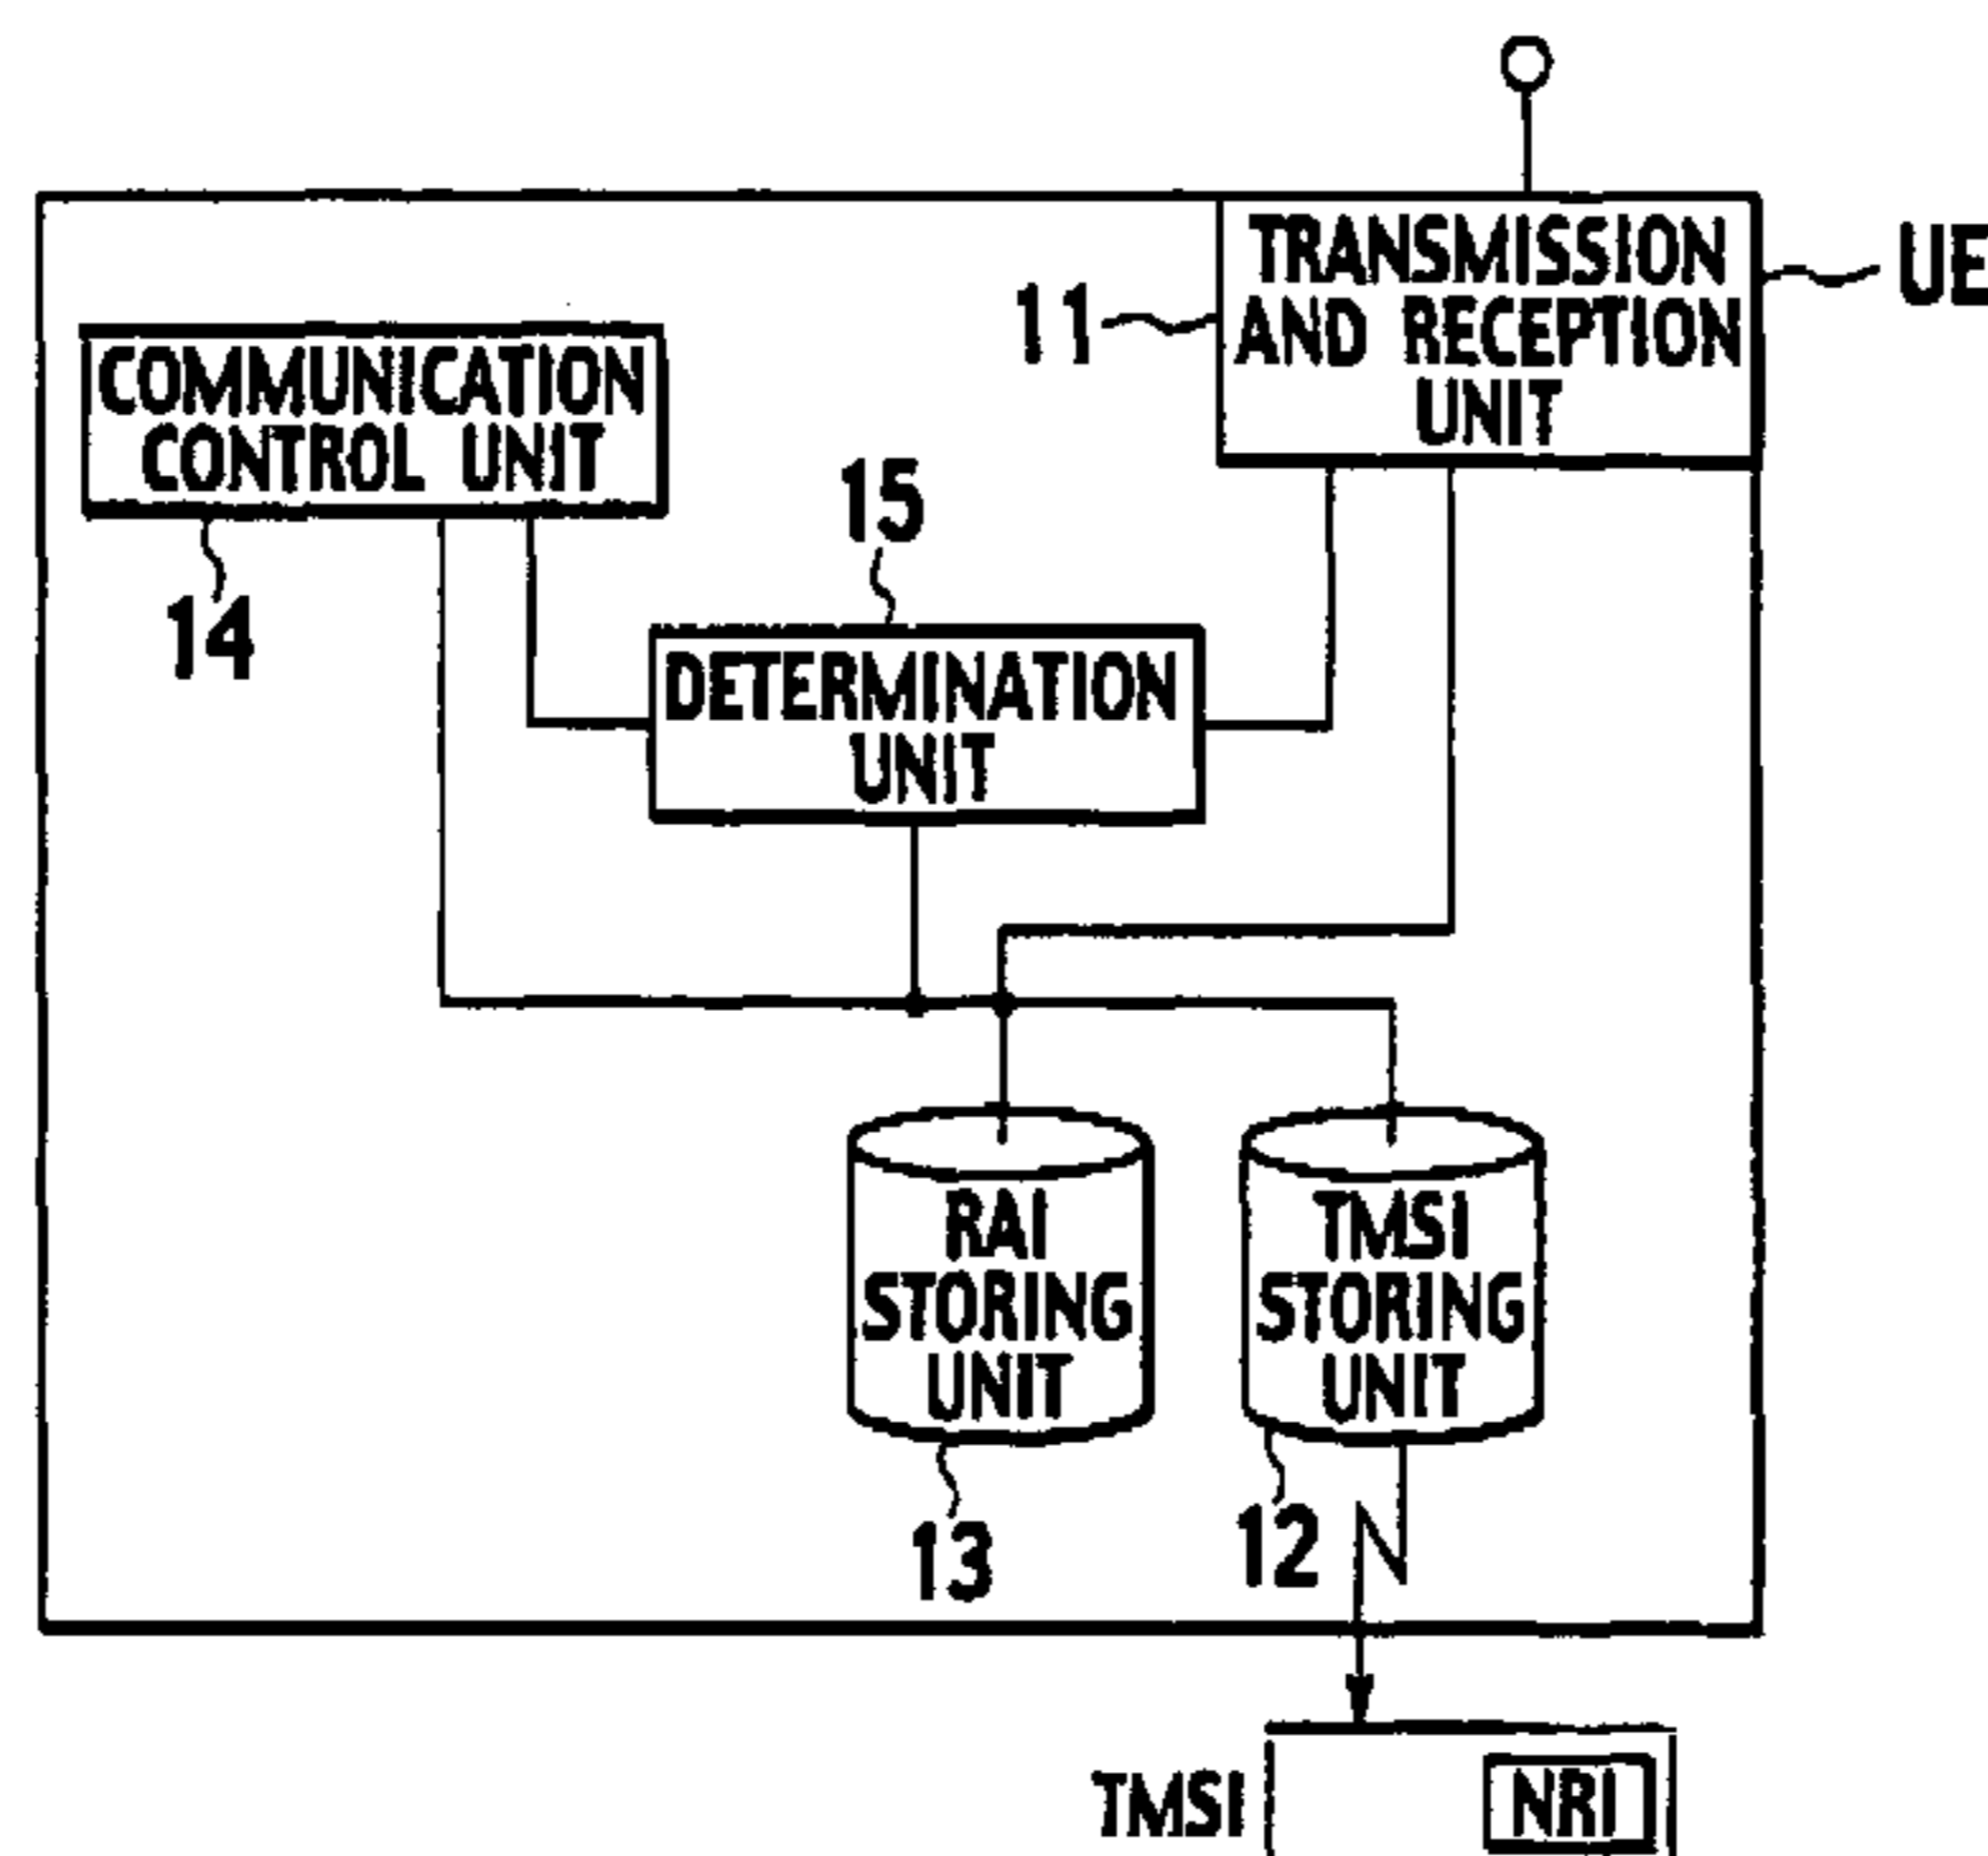 TRANSMISSION
AND RECEPTION
UNIT
UE
11
COMMUNICATION
CONTROL UNIT
14
15
DETERMINATION
UNIT
RAI
STORING
UNIT
13
TMSI
STORING
UNIT
12
TMSI
NRI